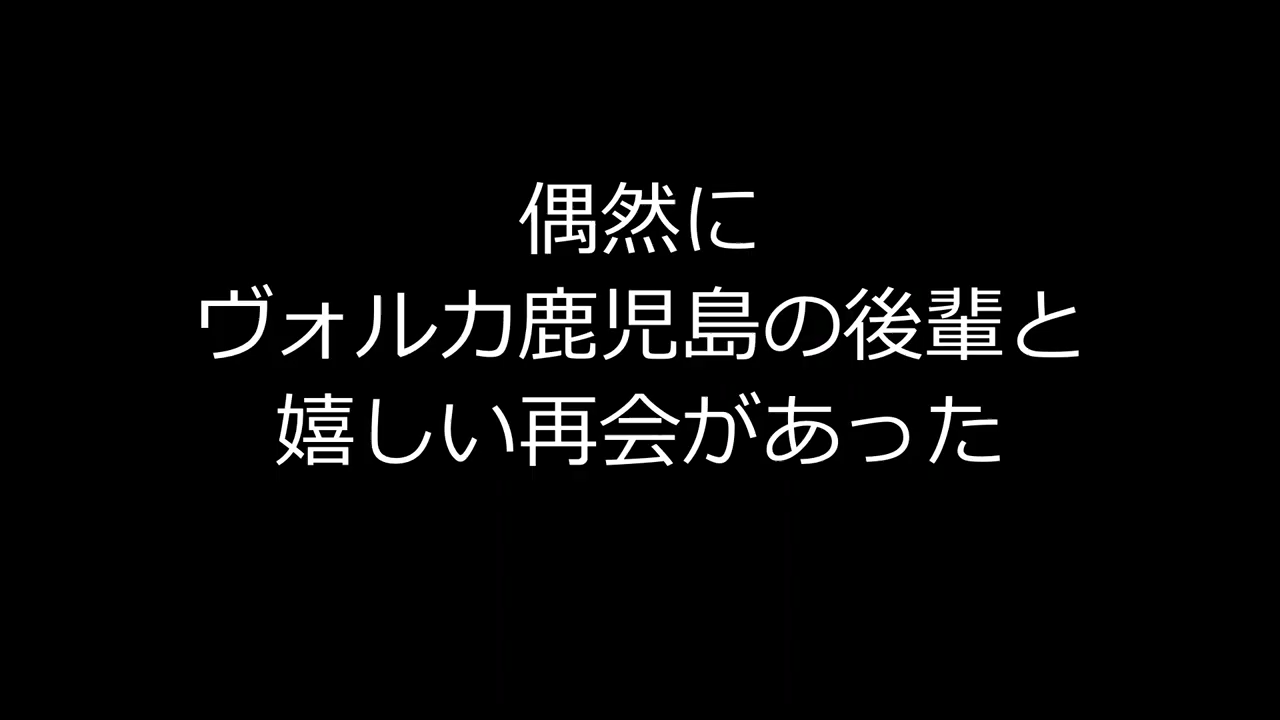 偶然に
ヴォルカ鹿児島の後輩と
嬉しい再会があった